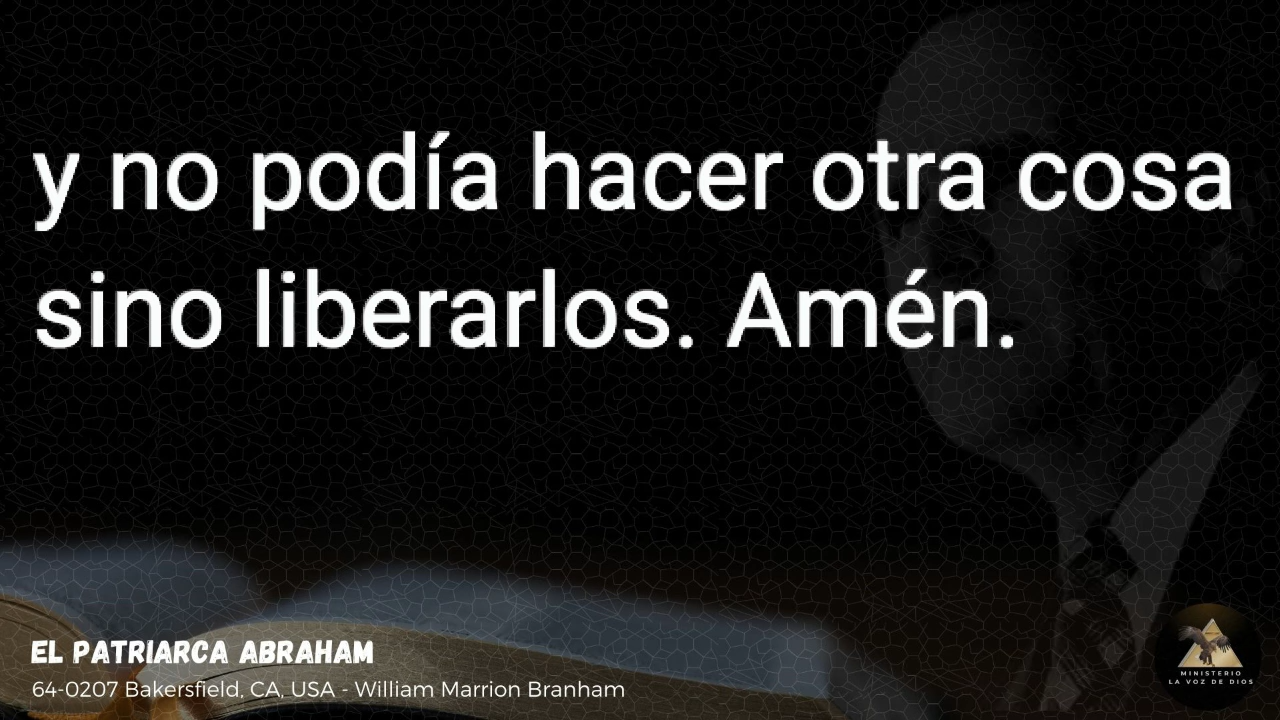 y no podía hacer otra cosa
sino liberarlos. Amén.
EL PATRIARCA ABRAHAM
64-0207 Bakersfield, CA, USA - William Marrion Branham
MINISTERIO
LA VOZ DE DIOS